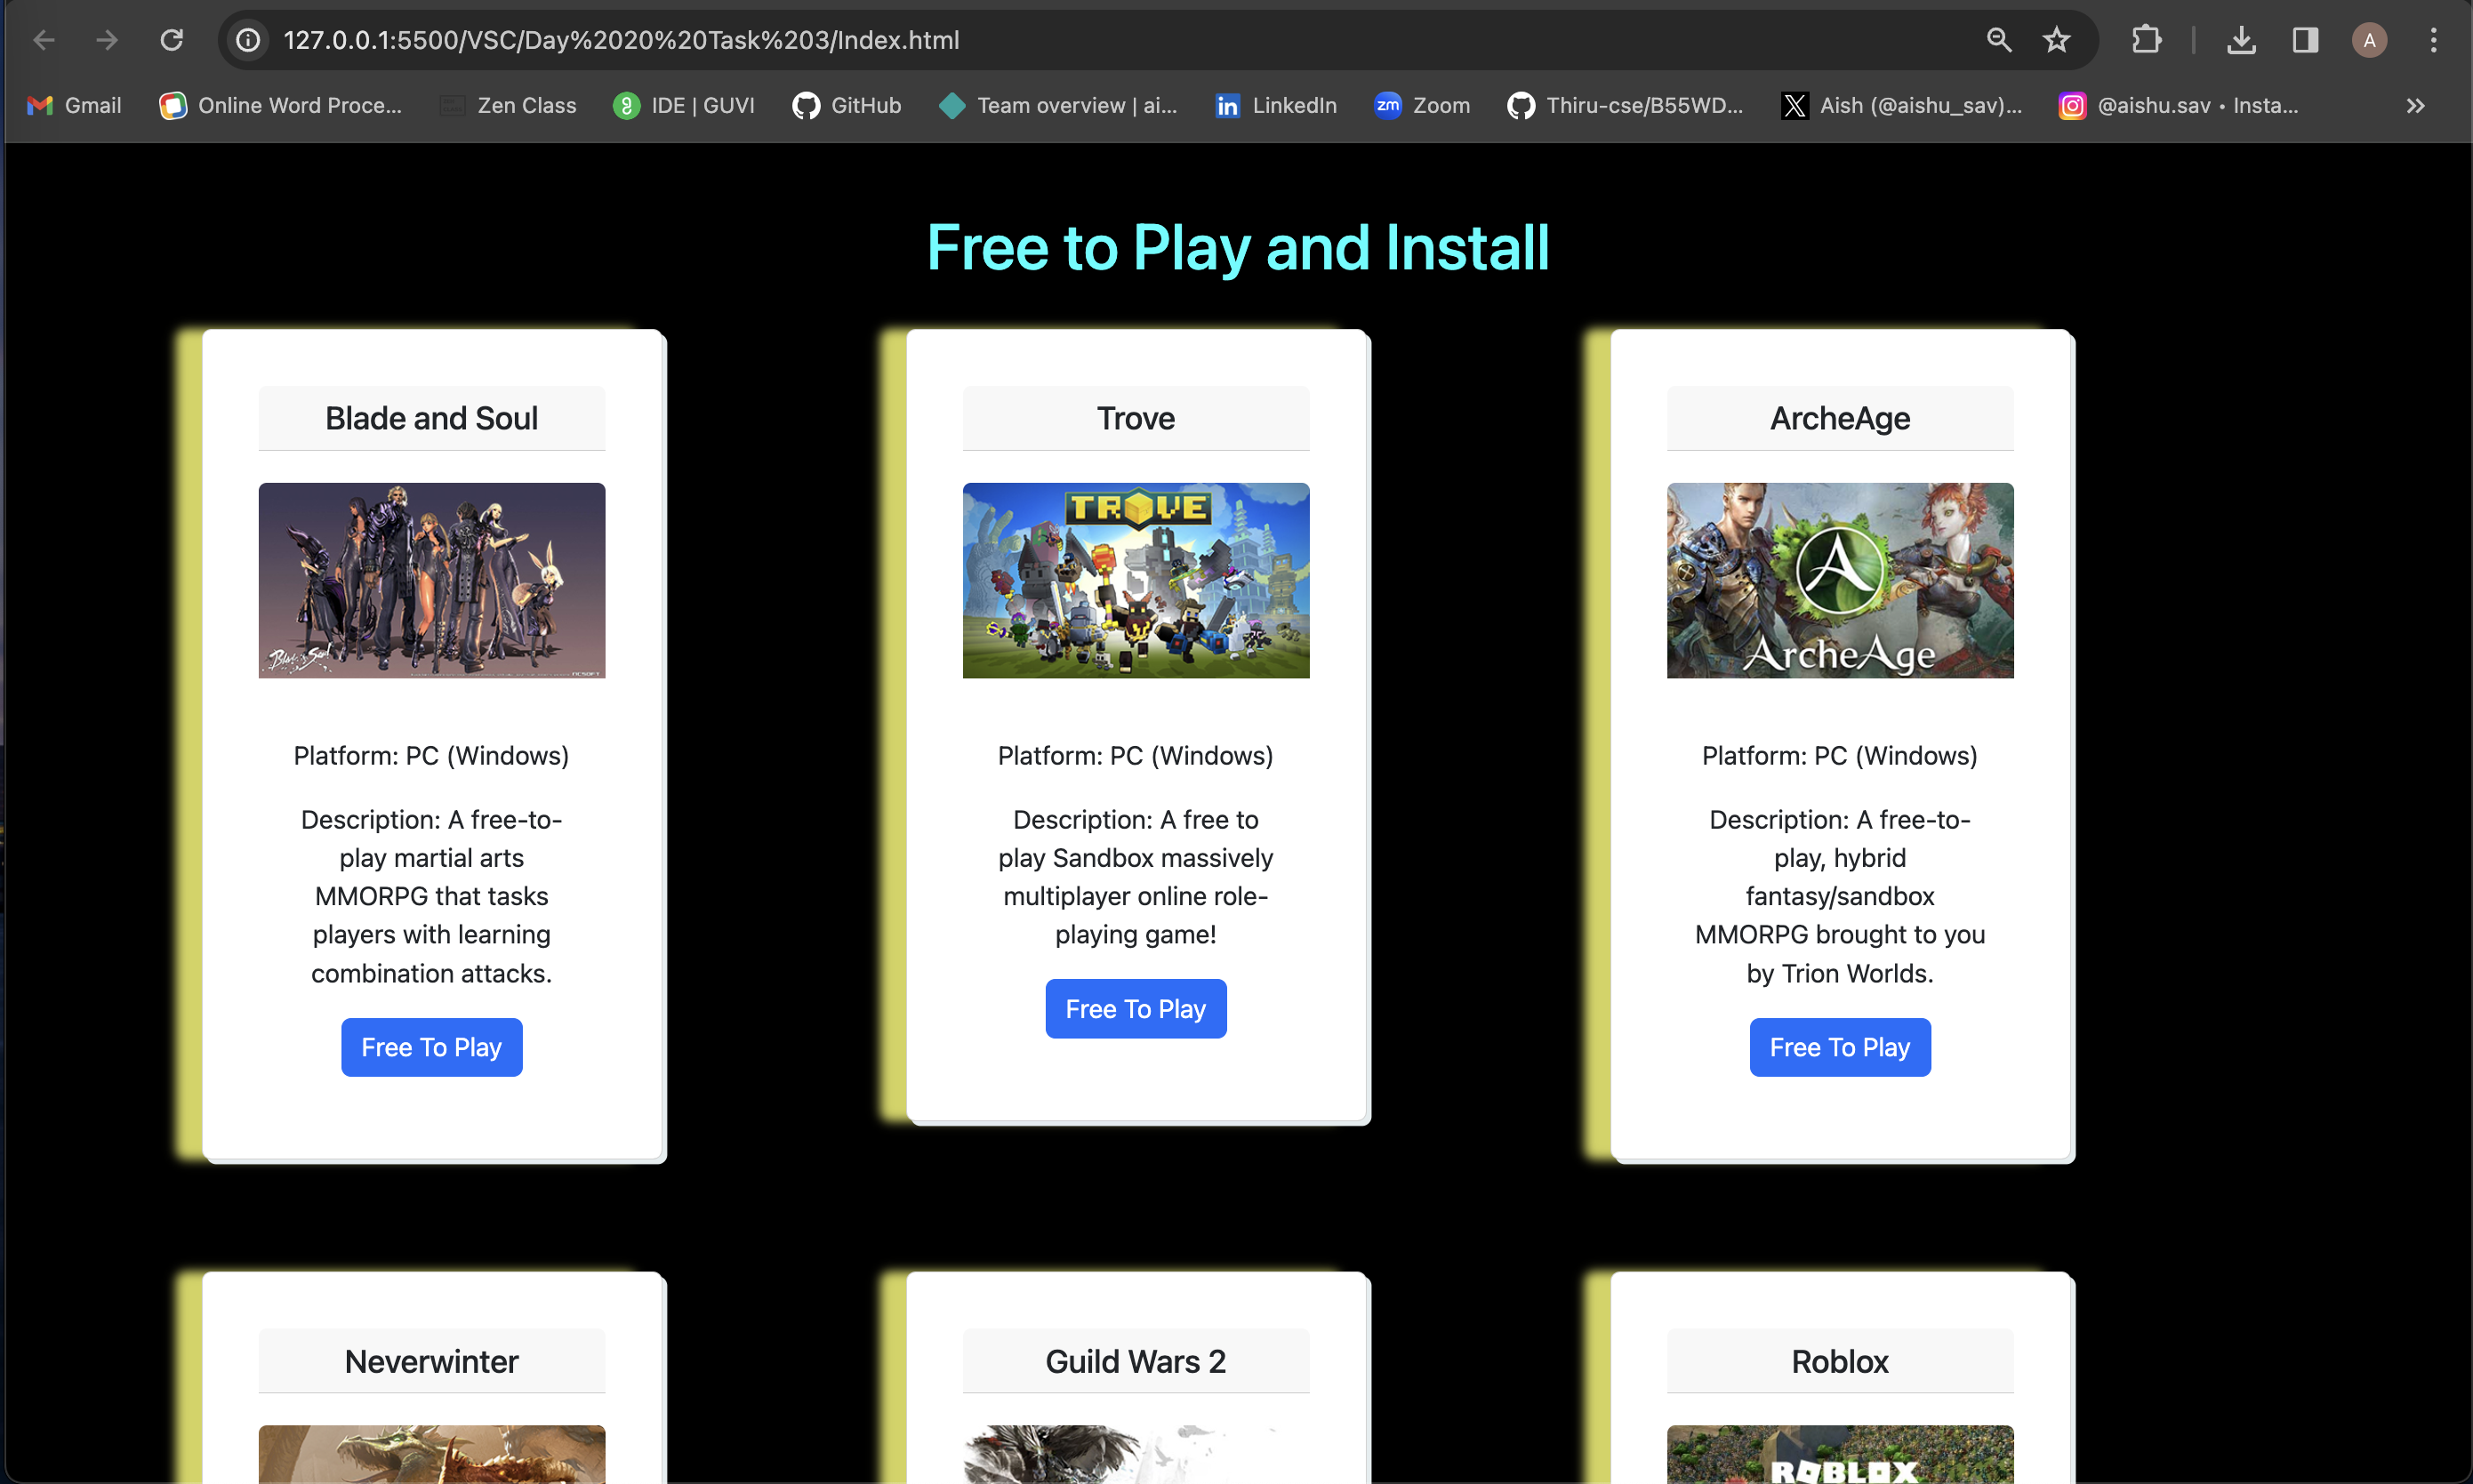 127.0.0.1:5500/VSC/Day%2020%20Task%203/Index.html
A
Gmail
Online Word Proce...
Zen Class
IDE | GUVI
GitHub
Team overview | ai...
in
LinkedIn
zm
Zoom
Thiru-cse/B55WD...
X
Aish (@aishu_sav)...
@aishu.sav • Insta...
Free to Play and Install
Blade and Soul
Trove
ArcheAge
Blade & Soul
NCSOFT
TROVE
A
ArcheAge
Platform: PC (Windows)
Description: A free-to-
play martial arts
MMORPG that tasks
players with learning
combination attacks.
Free To Play
Platform: PC (Windows)
Description: A free to
play Sandbox massively
multiplayer online role-
playing game!
Free To Play
Platform: PC (Windows)
Description: A free-to-
play, hybrid
fantasy/sandbox
MMORPG brought to you
by Trion Worlds.
Free To Play
Neverwinter
Guild Wars 2
Roblox
ROBLOX